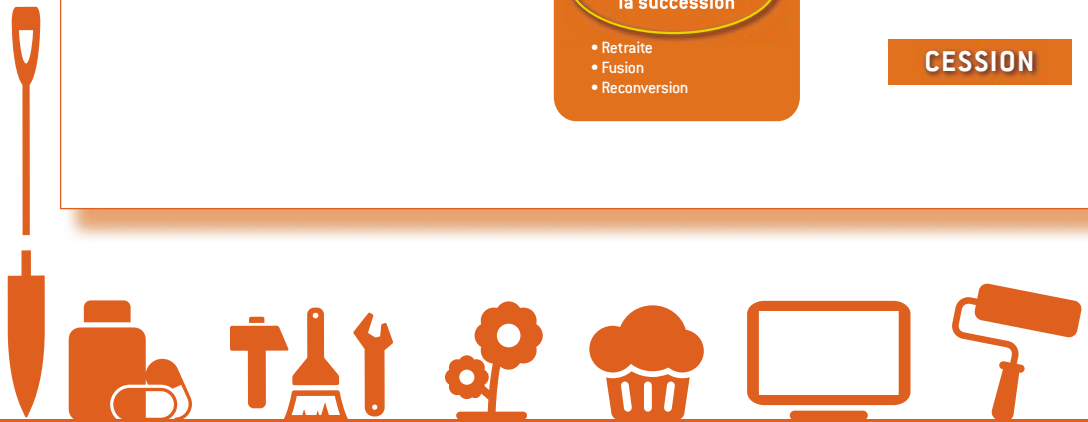 la succession
• Retraite
• Fusion
• Reconversion
CESSION